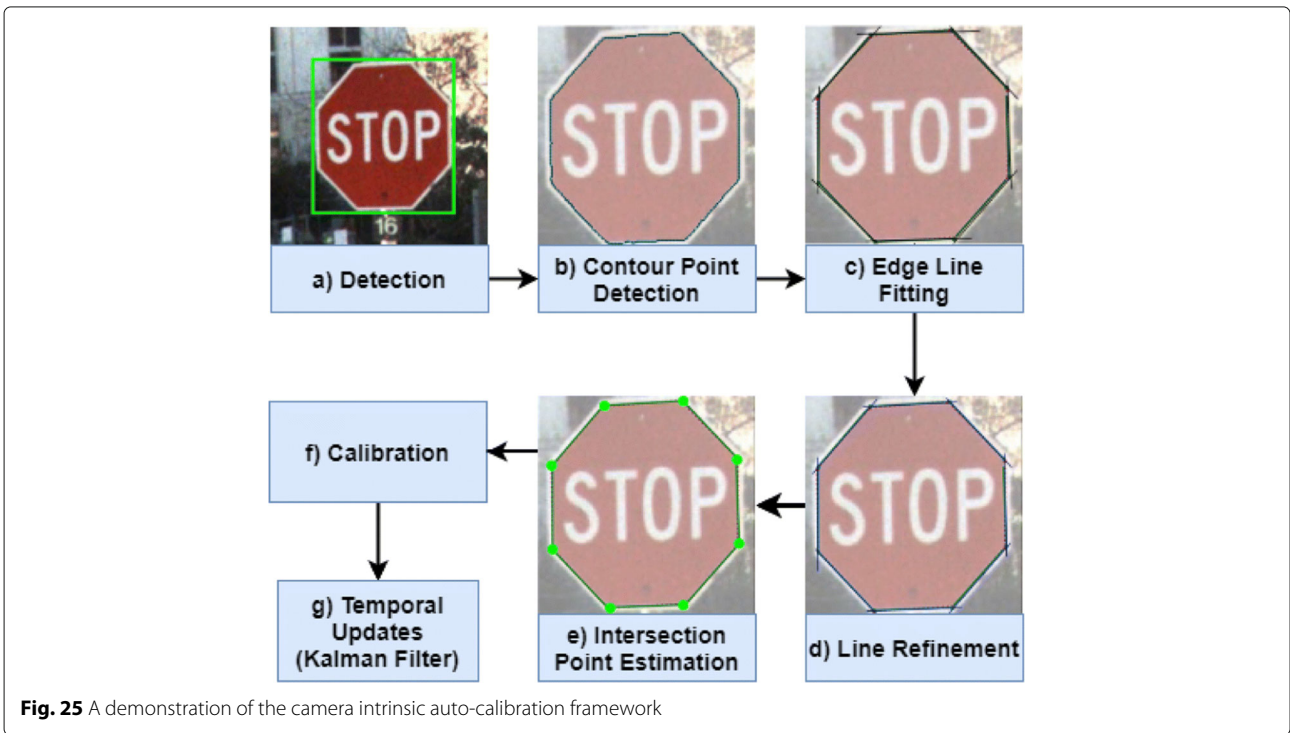 STOP
16
a) Detection
STOP
b) Contour Point
Detection
STOP
c) Edge Line
Fitting
STOP
d) Line Refinement
STOP
e) Intersection
Point Estimation
f) Calibration
g) Temporal
Updates
(Kalman Filter)
Fig. 25 A demonstration of the camera intrinsic auto-calibration framework